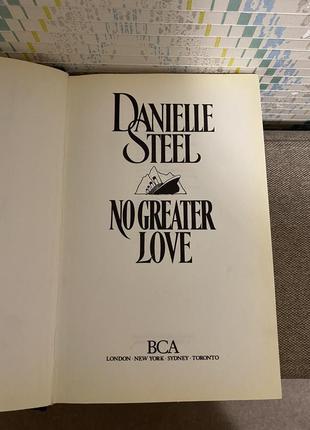 DANIELLE
STEEL
NO GREATER
LOVE
BCA
LONDON · NEW YORK · SYDNEY · TORONTO